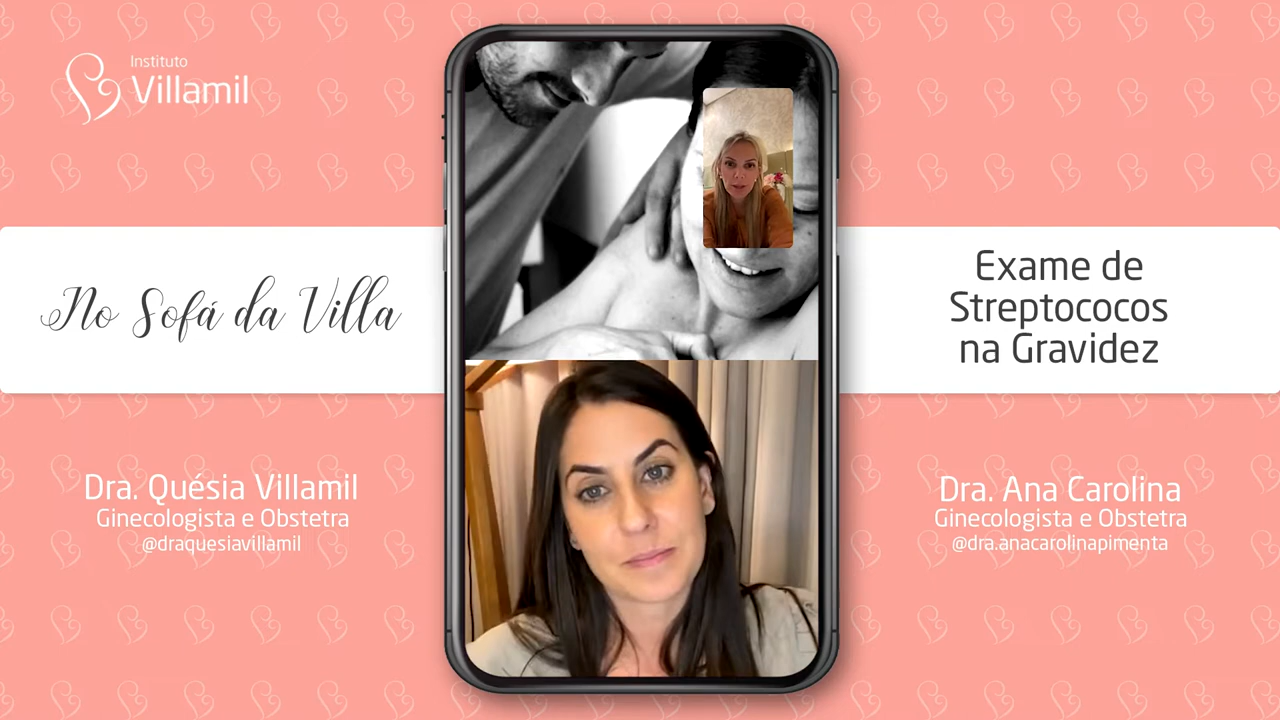 Instituto
Villamil
No Sofá da Villa
Exame de
Streptococos
na Gravidez
Dra. Quésia Villamil
Ginecologista e Obstetra
@draquesiavillamil
Dra. Ana Carolina
Ginecologista e Obstetra
@dra.anacarolinapimenta